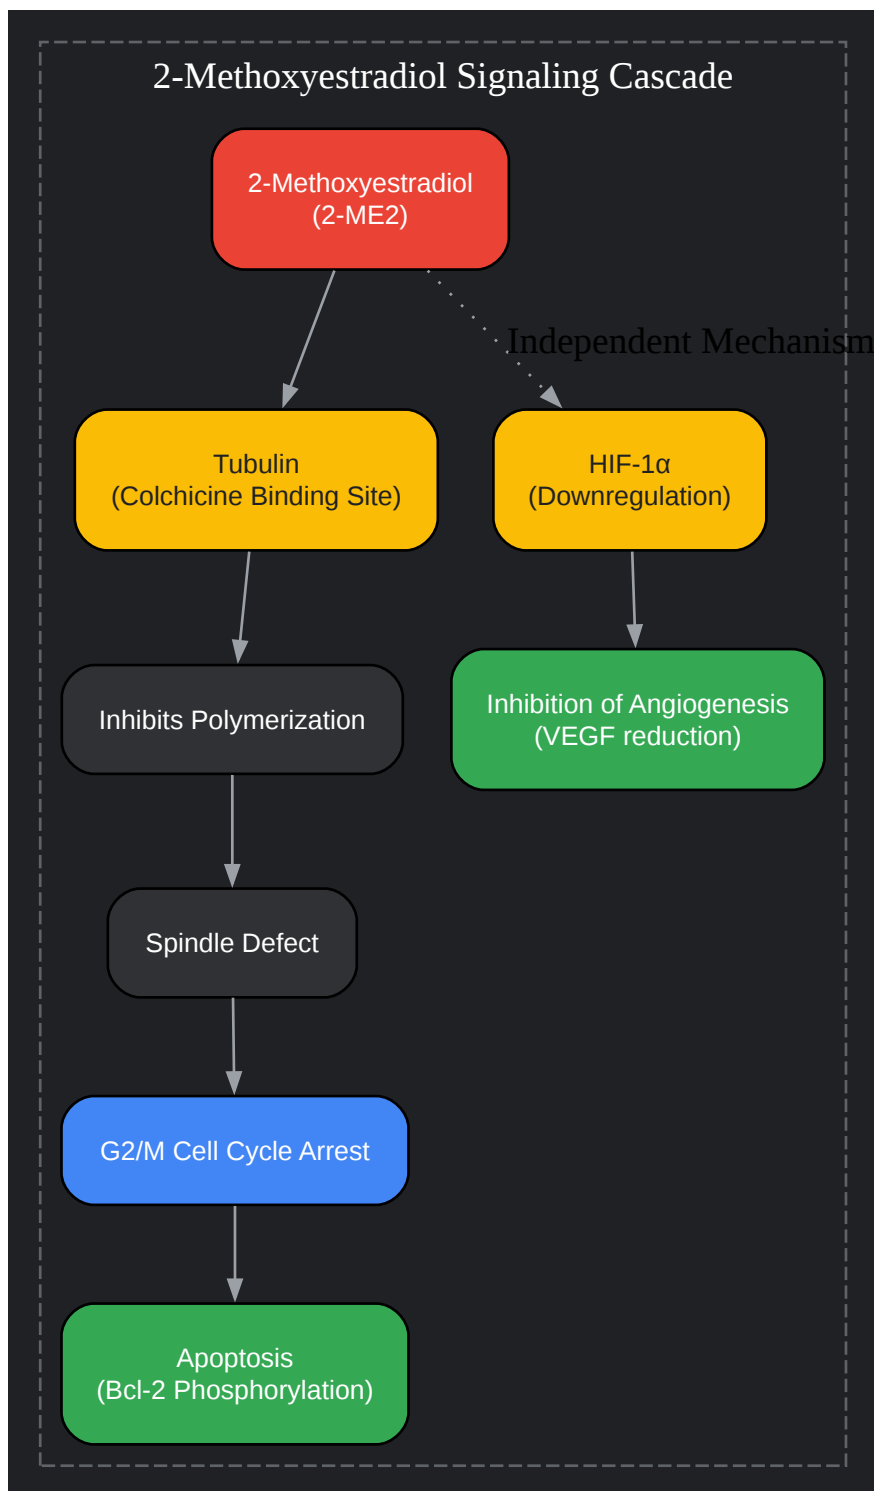 2-Methoxyestradiol Signaling Cascade
2-Methoxyestradiol
(2-ME2)
Independent Mechanism
Tubulin
(Colchicine Binding Site)
HIF-1α
(Downregulation)
Inhibits Polymerization
Inhibition of Angiogenesis
(VEGF reduction)
Spindle Defect
G2/M Cell Cycle Arrest
Apoptosis
(Bcl-2 Phosphorylation)